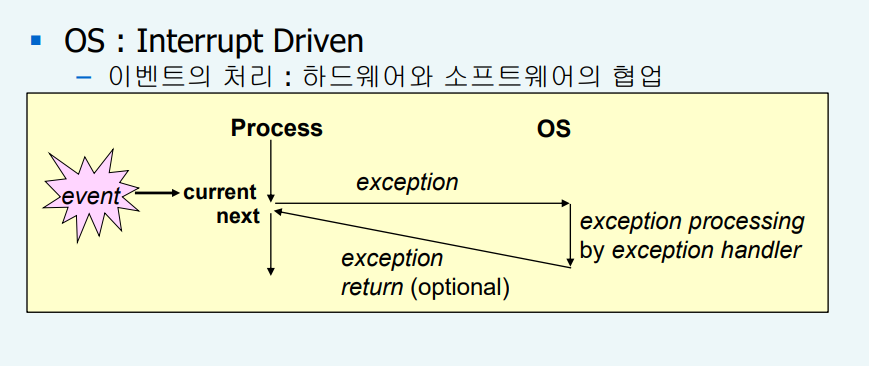 ▪ OS : Interrupt Driven
– 이벤트의 처리 : 하드웨어와 소프트웨어의 협업
Process OS
event current exception
next
exception processing
by exception handler
exception
return (optional)